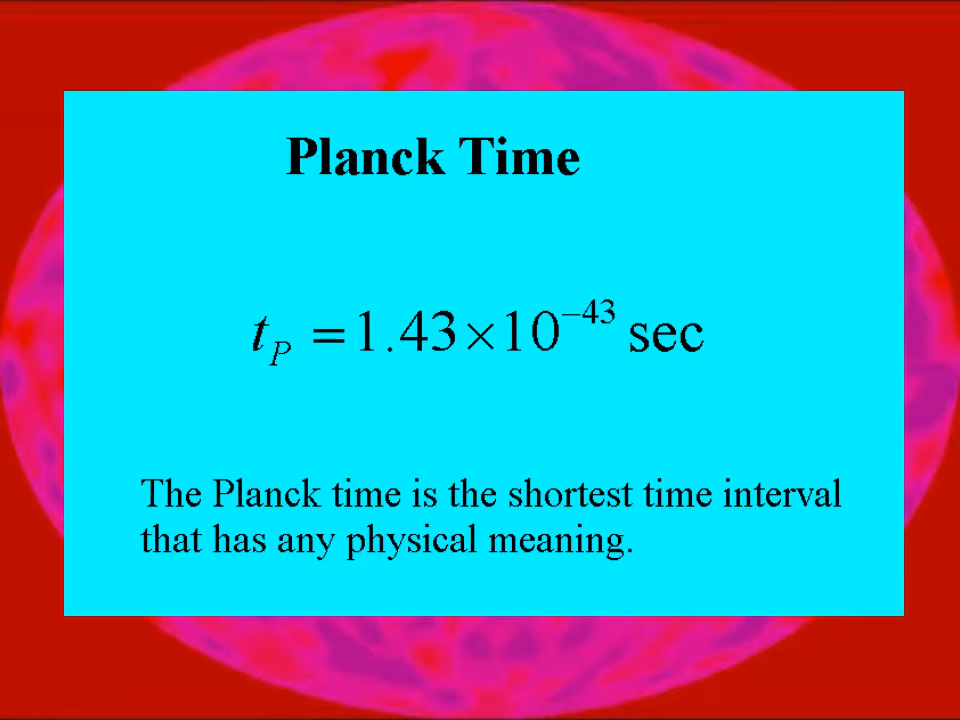 Planck Time
t_P = 1.43×10^−43 sec
The Planck time is the shortest time interval
that has any physical meaning.